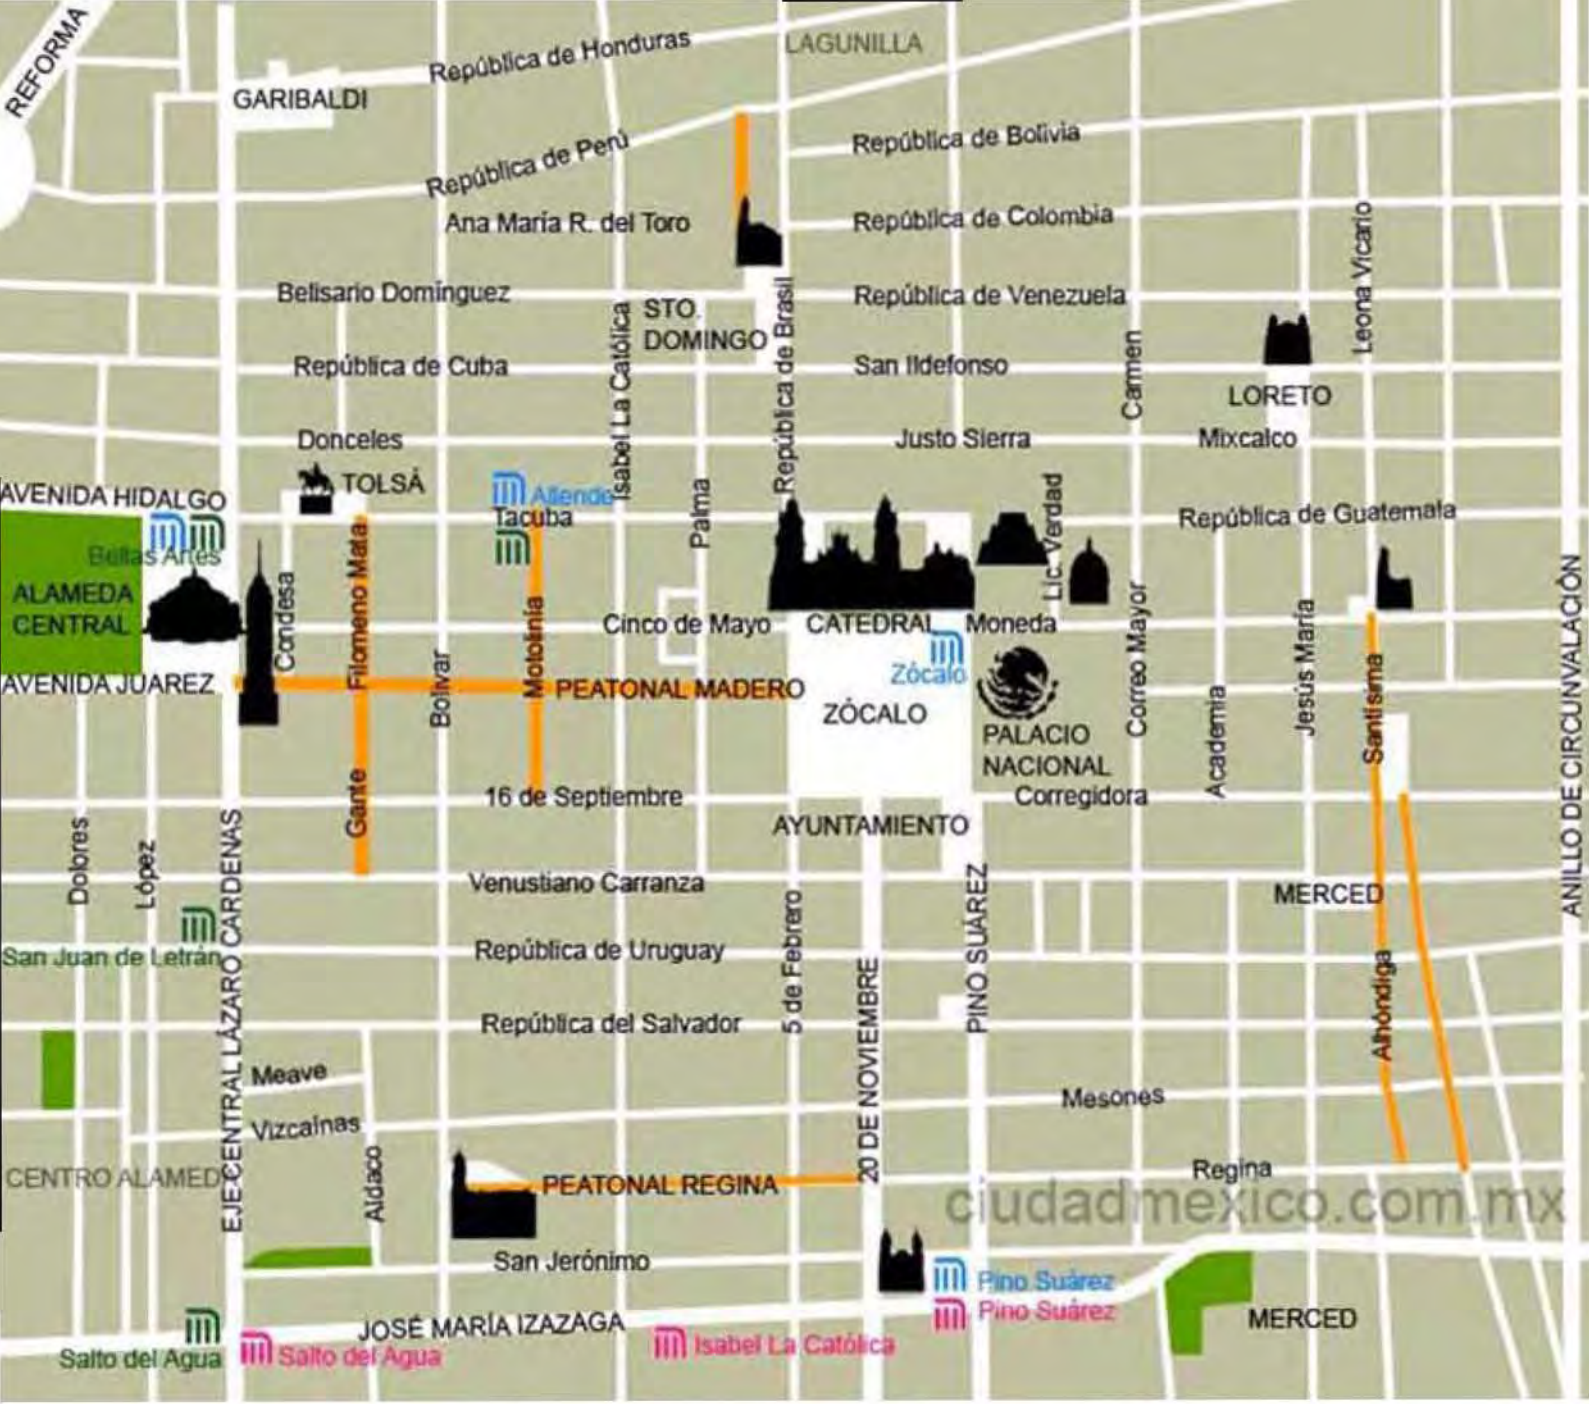 REFORMA
República de Honduras
LAGUNILLA
GARIBALDI
República de Perú
República de Bolivia
Ana María R. del Toro
República de Colombia
Leona Vicario
Belisario Domínguez
STO.
DOMINGO
República de Brasil
República de Venezuela
Isabel La Católica
República de Cuba
San Ildefonso
Carmen
LORETO
Donceles
Justo Sierra
Mixcalco
AVENIDA HIDALGO
TOLSÁ
Allende
Tacuba
Palma
Lic. Verdad
República de Guatemala
Bellas Artes
ALAMEDA
CENTRAL
Condesa
Filomeno Mata
Motolinía
Cinco de Mayo
CATEDRAL
Moneda
Zócalo
Correo Mayor
Jesús María
Santísima
ANILLO DE CIRCUNVALACIÓN
AVENIDA JUAREZ
Bolivar
PEATONAL MADERO
ZÓCALO
PALACIO
NACIONAL
Academia
Gante
16 de Septiembre
Corregidora
AYUNTAMIENTO
Dolores
López
EJE CENTRAL LÁZARO CARDENAS
Venustiano Carranza
5 de Febrero
PINO SUÁREZ
MERCED
San Juan de Letrán
República de Uruguay
20 DE NOVIEMBRE
Alhóndiga
República del Salvador
Meave
Mesones
Vizcaínas
CENTRO ALAMED
Aldaco
PEATONAL REGINA
Regina
ciudadmexico.com.mx
San Jerónimo
Pino Suárez
Pino Suárez
JOSÉ MARÍA IZAZAGA
MERCED
Salto del Agua
Salto del Agua
Isabel La Católica